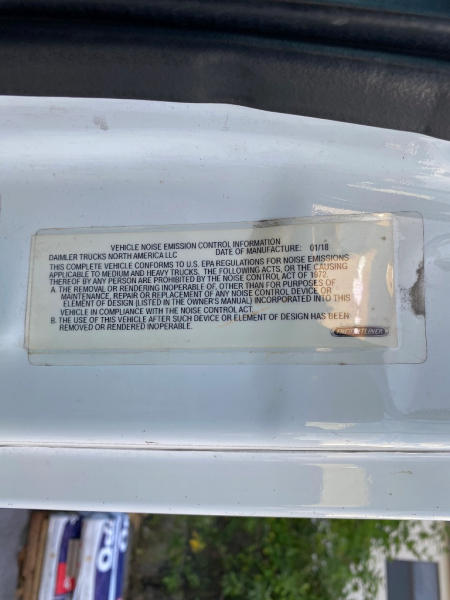 VEHICLE NOISE EMISSION CONTROL INFORMATION
DAIMLER TRUCKS NORTH AMERICA LLC DATE OF MANUFACTURE: 01/18
THIS COMPLETE VEHICLE CONFORMS TO U.S. EPA REGULATIONS FOR NOISE EMISSIONS
APPLICABLE TO MEDIUM AND HEAVY TRUCKS. THE FOLLOWING ACTS, OR THE CAUSING
THEREOF BY ANY PERSON ARE PROHIBITED BY THE NOISE CONTROL ACT OF 1972.
A. THE REMOVAL OR RENDERING INOPERABLE, OF, OTHER THAN FOR PURPOSES OF
MAINTENANCE, REPAIR OR REPLACEMENT OF ANY NOISE CONTROL DEVICE OR
ELEMENT OF DESIGN (LISTED IN THE OWNER'S MANUAL) INCORPORATED INTO THIS
VEHICLE IN COMPLIANCE WITH THE NOISE CONTROL ACT.
B. THE USE OF THIS VEHICLE AFTER SUCH DEVICE OR ELEMENT OF DESIGN HAS BEEN
REMOVED OR RENDERED INOPERABLE.
FREIGHTLINER